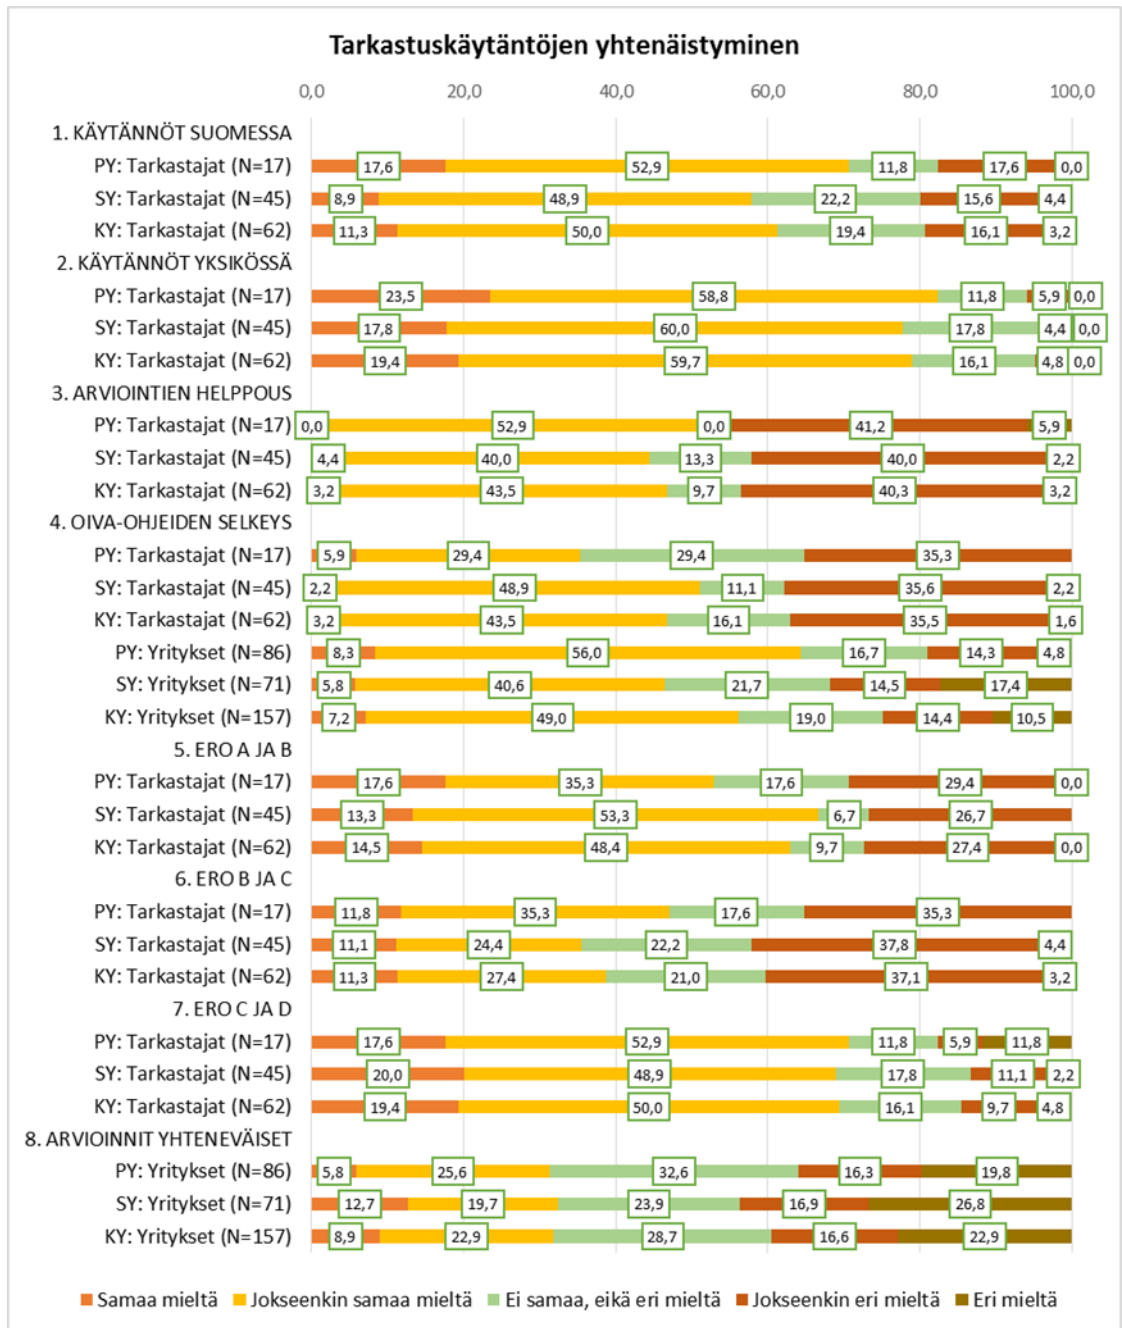 Tarkastuskäytäntöjen yhtenäistyminen
0,0 20,0 40,0 60,0 80,0 100,0
1. KÄYTÄNNÖT SUOMESSA
PY: Tarkastajat (N=17) 17,6 52,9 11,8 17,6 0,0
SY: Tarkastajat (N=45) 8,9 48,9 22,2 15,6 4,4
KY: Tarkastajat (N=62) 11,3 50,0 19,4 16,1 3,2
2. KÄYTÄNNÖT YKSIKÖSSÄ
PY: Tarkastajat (N=17) 23,5 58,8 11,8 5,9 0,0
SY: Tarkastajat (N=45) 17,8 60,0 17,8 4,4 0,0
KY: Tarkastajat (N=62) 19,4 59,7 16,1 4,8 0,0
3. ARVIOINTIEN HELPPOUS
PY: Tarkastajat (N=17) 0,0 52,9 0,0 41,2 5,9
SY: Tarkastajat (N=45) 4,4 40,0 13,3 40,0 2,2
KY: Tarkastajat (N=62) 3,2 43,5 9,7 40,3 3,2
4. OIVA-OHJEIDEN SELKEYS
PY: Tarkastajat (N=17) 5,9 29,4 29,4 35,3
SY: Tarkastajat (N=45) 2,2 48,9 11,1 35,6 2,2
KY: Tarkastajat (N=62) 3,2 43,5 16,1 35,5 1,6
PY: Yritykset (N=86) 8,3 56,0 16,7 14,3 4,8
SY: Yritykset (N=71) 5,8 40,6 21,7 14,5 17,4
KY: Yritykset (N=157) 7,2 49,0 19,0 14,4 10,5
5. ERO A JA B
PY: Tarkastajat (N=17) 17,6 35,3 17,6 29,4 0,0
SY: Tarkastajat (N=45) 13,3 53,3 6,7 26,7
KY: Tarkastajat (N=62) 14,5 48,4 9,7 27,4 0,0
6. ERO B JA C
PY: Tarkastajat (N=17) 11,8 35,3 17,6 35,3
SY: Tarkastajat (N=45) 11,1 24,4 22,2 37,8 4,4
KY: Tarkastajat (N=62) 11,3 27,4 21,0 37,1 3,2
7. ERO C JA D
PY: Tarkastajat (N=17) 17,6 52,9 11,8 5,9 11,8
SY: Tarkastajat (N=45) 20,0 48,9 17,8 11,1 2,2
KY: Tarkastajat (N=62) 19,4 50,0 16,1 9,7 4,8
8. ARVIOINNIT YHTENEVÄISET
PY: Yritykset (N=86) 5,8 25,6 32,6 16,3 19,8
SY: Yritykset (N=71) 12,7 19,7 23,9 16,9 26,8
KY: Yritykset (N=157) 8,9 22,9 28,7 16,6 22,9
Samaa mieltä Jokseenkin samaa mieltä Ei samaa, eikä eri mieltä Jokseenkin eri mieltä Eri mieltä